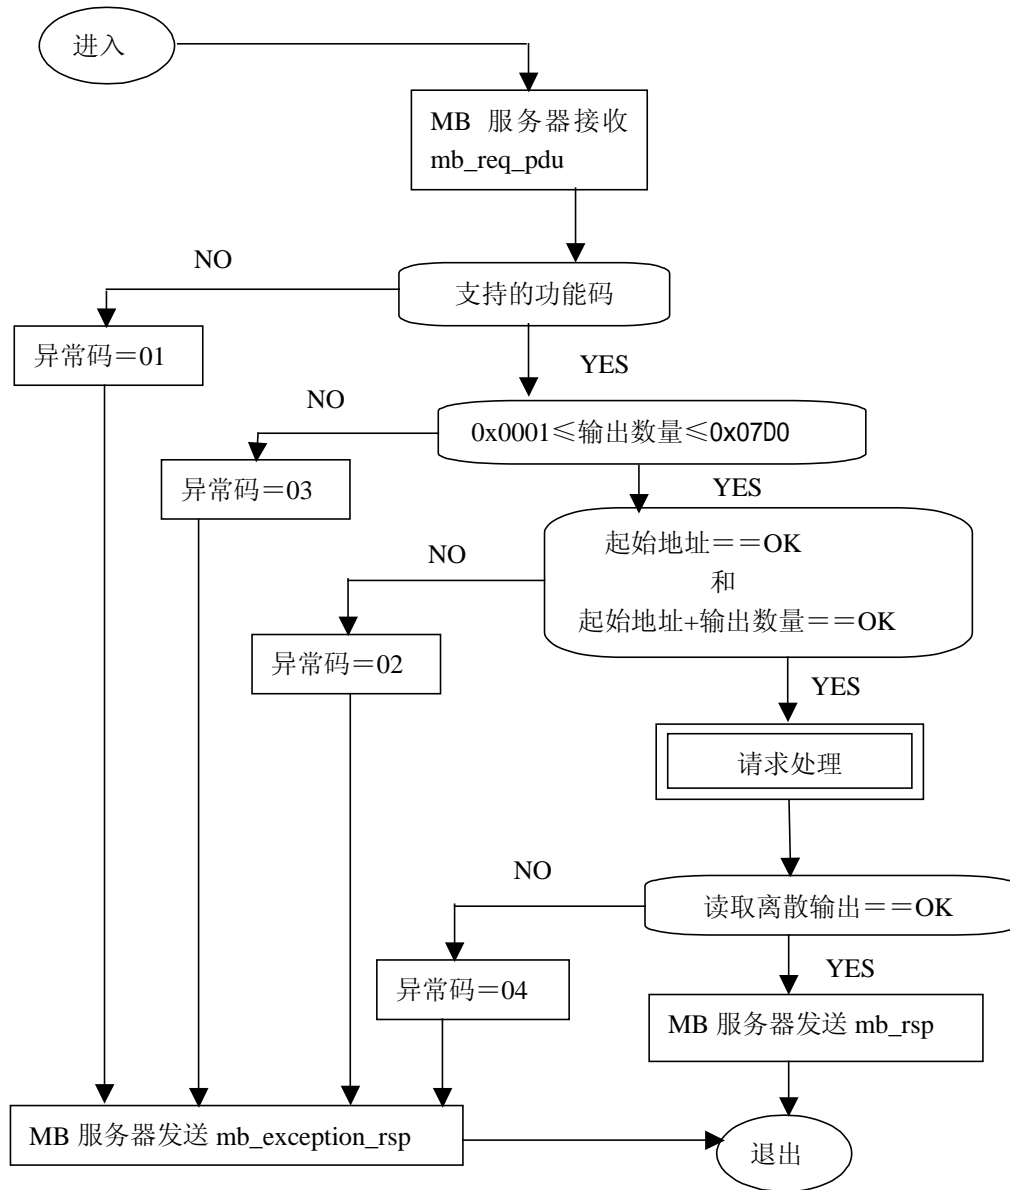 进入
MB 服务器接收
mb_req_pdu
NO
支持的功能码
异常码＝01
YES
NO
0x0001≤输出数量≤0x07D0
异常码＝03
YES
起始地址＝＝OK
NO
和
起始地址+输出数量＝＝OK
异常码＝02
YES
请求处理
NO
读取离散输出＝＝OK
YES
异常码＝04
MB 服务器发送 mb_rsp
MB 服务器发送 mb_exception_rsp
退出